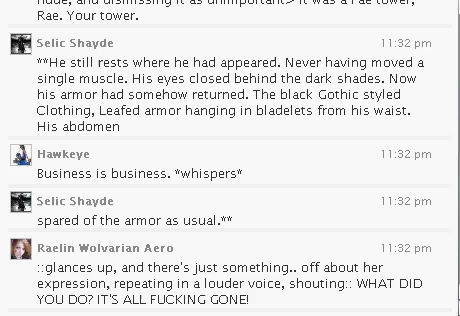 nude, and dismissing it as unimportant> It was a Fae tower,
Rae. Your tower.
Selic Shayde 11:32 pm
**He still rests where he had appeared. Never having moved a
single muscle. His eyes closed behind the dark shades. Now
his armor had somehow returned. The black Gothic styled
Clothing, Leafed armor hanging in bladelets from his waist.
His abdomen
Hawkeye 11:32 pm
Business is business. *whispers*
Selic Shayde 11:32 pm
spared of the armor as usual.**
Raelin Wolvarian Aero 11:32 pm
::glances up, and there's just something.. off about her
expression, repeating in a louder voice, shouting:: WHAT DID
YOU DO? IT'S ALL FUCKING GONE!